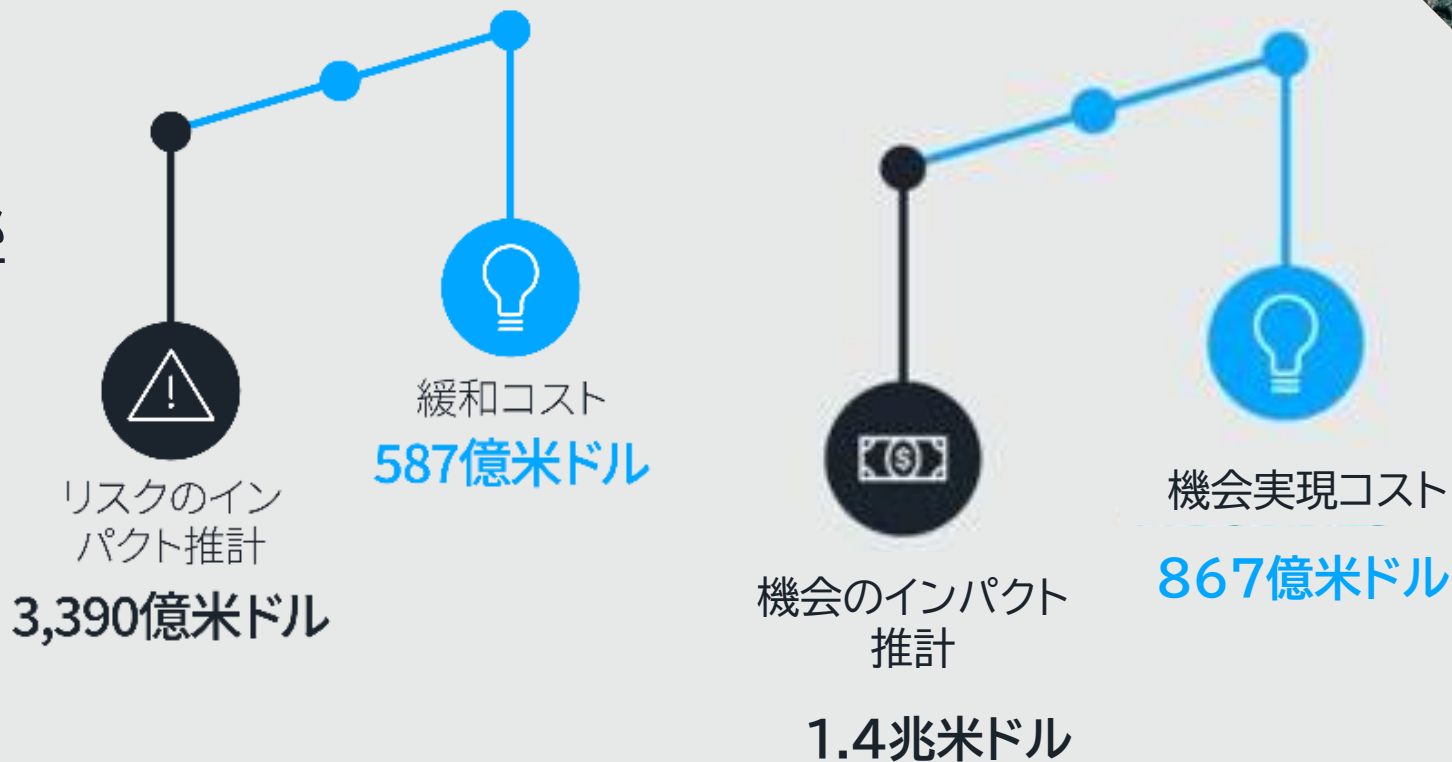 緩和コスト
587億米ドル
リスクのイン
パクト推計
3,390億米ドル
機会実現コスト
867億米ドル
機会のインパクト
推計
1.4兆米ドル